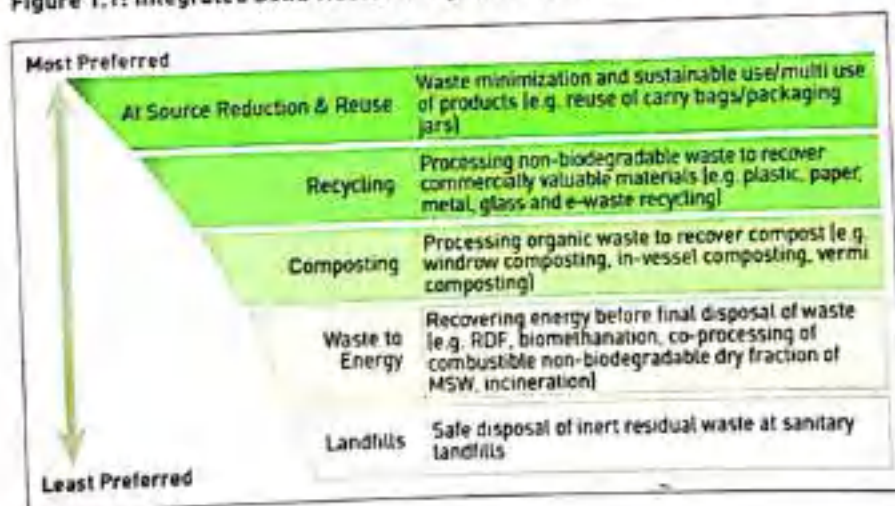 Figure 1.1: Integrated Solid
Most Preferred
At Source Reduction & Reuse
Waste minimization and sustainable use/multi use
of products (e.g. reuse of carry bags/packaging
jars)
Recycling
Processing non-biodegradable waste to recover
commercially valuable materials (e.g. plastic, paper,
metal, glass and e-waste recycling)
Composting
Processing organic waste to recover compost (e.g.
windrow composting, in-vessel composting, vermi
composting)
Waste to
Energy
Recovering energy before final disposal of waste
(e.g. RDF, biomethanation, co-processing of
combustible non-biodegradable dry fraction of
MSW, incineration)
Landfills
Safe disposal of inert residual waste at sanitary
landfills
Least Preferred